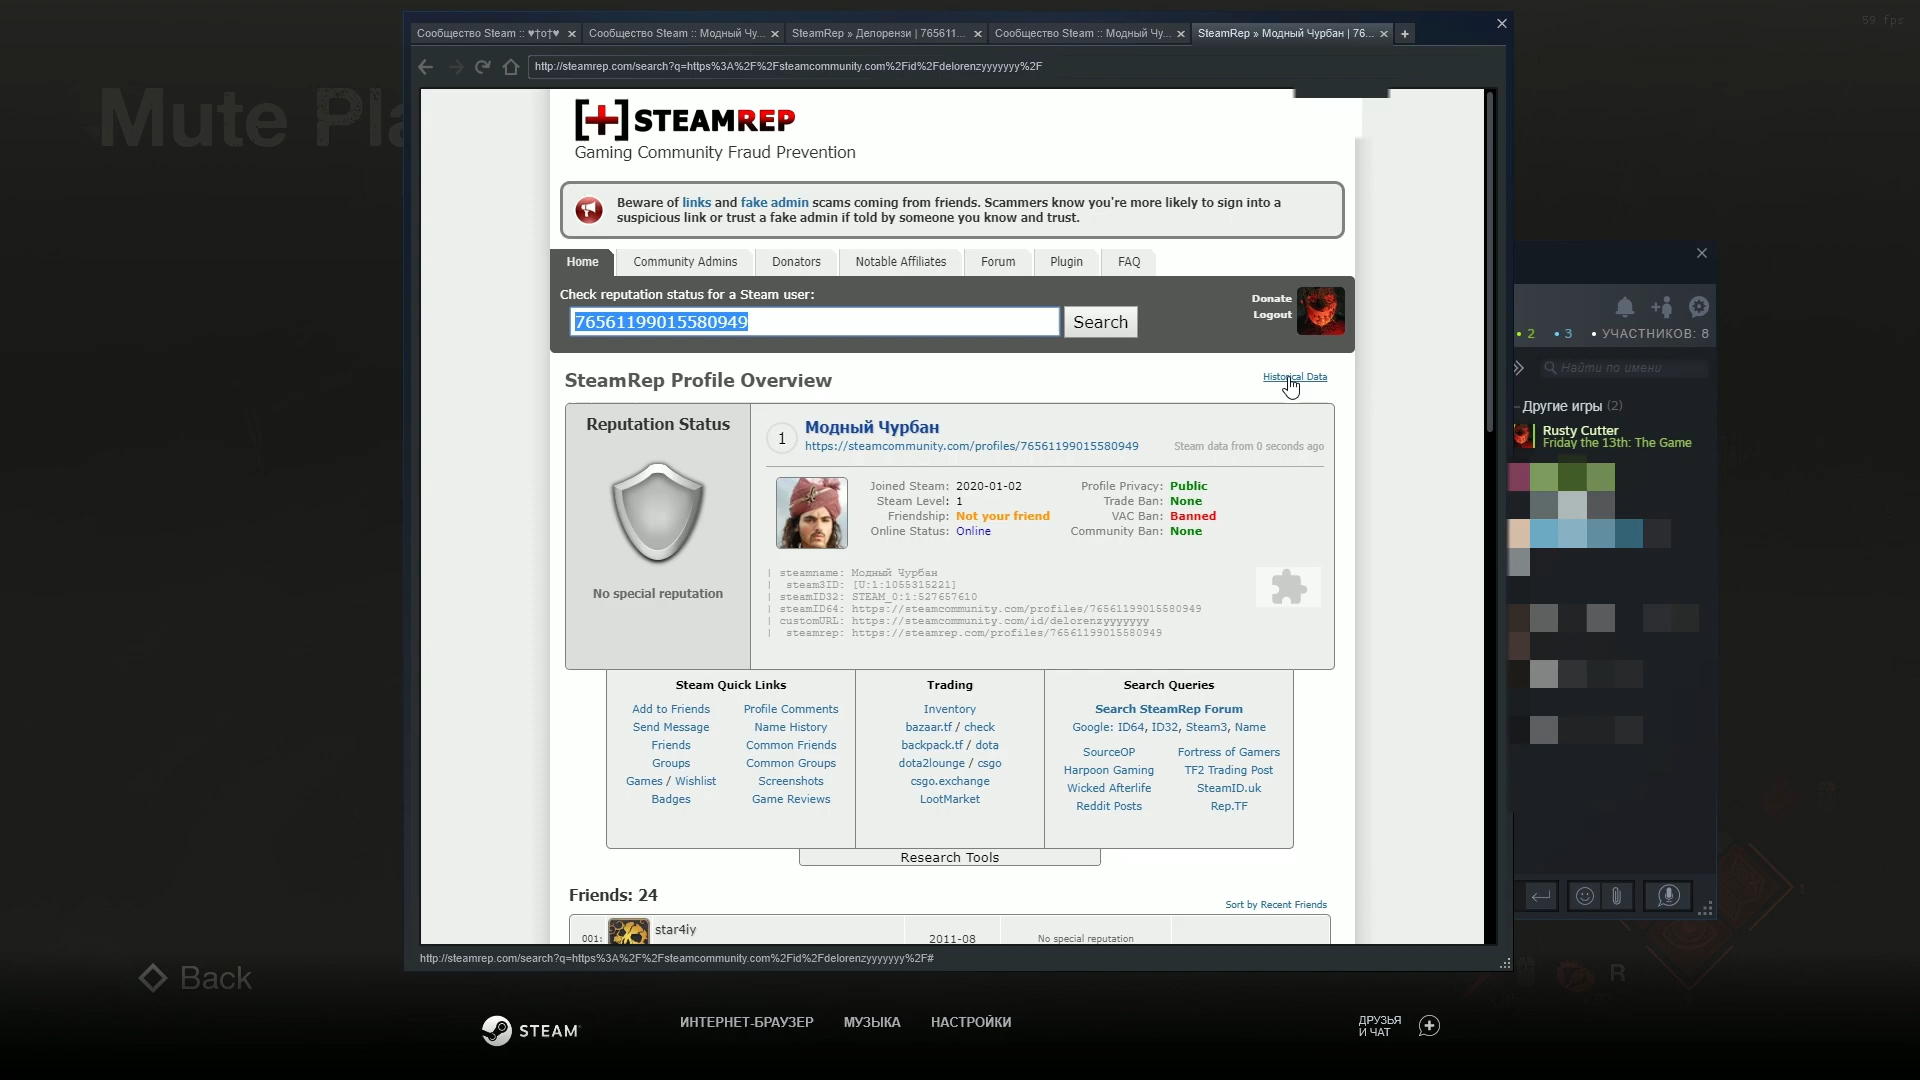 59 fps
Сообщество Steam :: ♥†o†♥ × Сообщество Steam :: Модный Чу... × SteamRep » Делорензи | 765611... × Сообщество Steam :: Модный Чу... × SteamRep » Модный Чурбан | 76... × +
http://steamrep.com/search?q=https%3A%2F%2Fsteamcommunity.com%2Fid%2Fdelorenzyyyyyyy%2F
Mute Pla
[+] STEAMREP
Gaming Community Fraud Prevention
Beware of links and fake admin scams coming from friends. Scammers know you're more likely to sign into a
suspicious link or trust a fake admin if told by someone you know and trust.
Home Community Admins Donators Notable Affiliates Forum Plugin FAQ
Check reputation status for a Steam user:
76561199015580949 Search
Donate
Logout
SteamRep Profile Overview
Historical Data
Reputation Status
No special reputation
1 Модный Чурбан
https://steamcommunity.com/profiles/76561199015580949 Steam data from 0 seconds ago
Joined Steam: 2020-01-02 Profile Privacy: Public
Steam Level: 1 Trade Ban: None
Friendship: Not your friend VAC Ban: Banned
Online Status: Online Community Ban: None
| steamname: Модный Чурбан
| steam3ID: [U:1:1055315221]
| steamID32: STEAM_0:1:527657610
| steamID64: https://steamcommunity.com/profiles/76561199015580949
| customURL: https://steamcommunity.com/id/delorenzyyyyyyy
| steamrep: https://steamrep.com/profiles/76561199015580949
Steam Quick Links
Add to Friends Profile Comments
Send Message Name History
Friends Common Friends
Groups Common Groups
Games / Wishlist Screenshots
Badges Game Reviews
Trading
Inventory
bazaar.tf / check
backpack.tf / dota
dota2lounge / csgo
csgo.exchange
LootMarket
Search Queries
Search SteamRep Forum
Google: ID64, ID32, Steam3, Name
SourceOP Fortress of Gamers
Harpoon Gaming TF2 Trading Post
Wicked Afterlife SteamID.uk
Reddit Posts Rep.TF
Research Tools
Friends: 24
Sort by Recent Friends
001: star4iy 2011-08 No special reputation
http://steamrep.com/search?q=https%3A%2F%2Fsteamcommunity.com%2Fid%2Fdelorenzyyyyyyy%2F#
• 2 • 3 • УЧАСТНИКОВ: 8
Найти по имени
Другие игры (2)
Rusty Cutter
Friday the 13th: The Game
1
R
Back
STEAM ИНТЕРНЕТ-БРАУЗЕР МУЗЫКА НАСТРОЙКИ
ДРУЗЬЯ
И ЧАТ